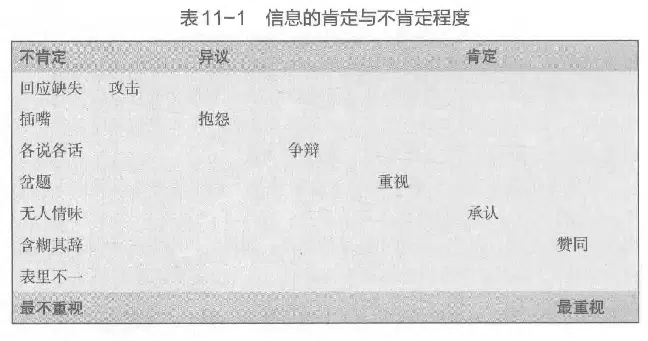 表11-1 信息的肯定与不肯定程度
不肯定 异议 肯定
回应缺失 攻击
插嘴 抱怨
各说各话 争辩
岔题 重视
无人情味 承认
含糊其辞 赞同
表里不一
最不重视 最重视